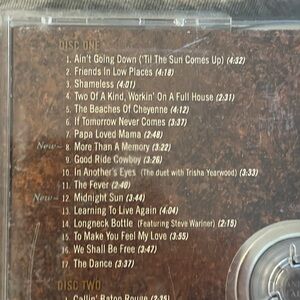 DISC ONE
1. Ain't Going Down ('Til The Sun Comes Up) (4:32)
2. Friends In Low Places (4:18)
3. Shameless (4:01)
4. Two Of A Kind, Workin' On A Full House (2:31)
5. The Beaches Of Cheyenne (4:12)
6. If Tomorrow Never Comes (3:37)
7. Papa Loved Mama (2:48)
New~ 8. More Than A Memory (3:22)
9. Good Ride Cowboy (3:26)
10. In Another's Eyes (The duet with Trisha Yearwood) (3:33)
11. The Fever (2:40)
New~ 12. Midnight Sun (3:44)
13. Learning To Live Again (4:04)
14. Longneck Bottle (Featuring Steve Wariner) (2:15)
15. To Make You Feel My Love (3:55)
16. We Shall Be Free (3:47)
17. The Dance (3:37)
DISC TWO
1. Callin' Baton Rouge